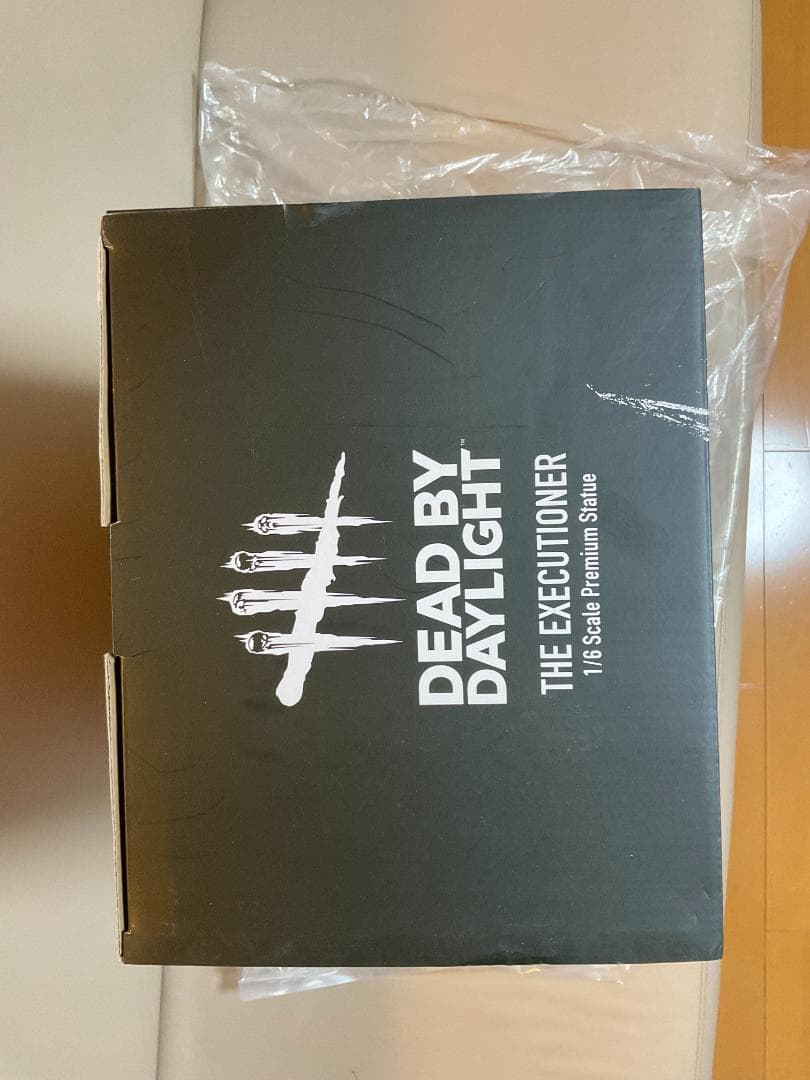 DEAD BY
DAYLIGHT™
THE EXECUTIONER
1/6 Scale Premium Statue